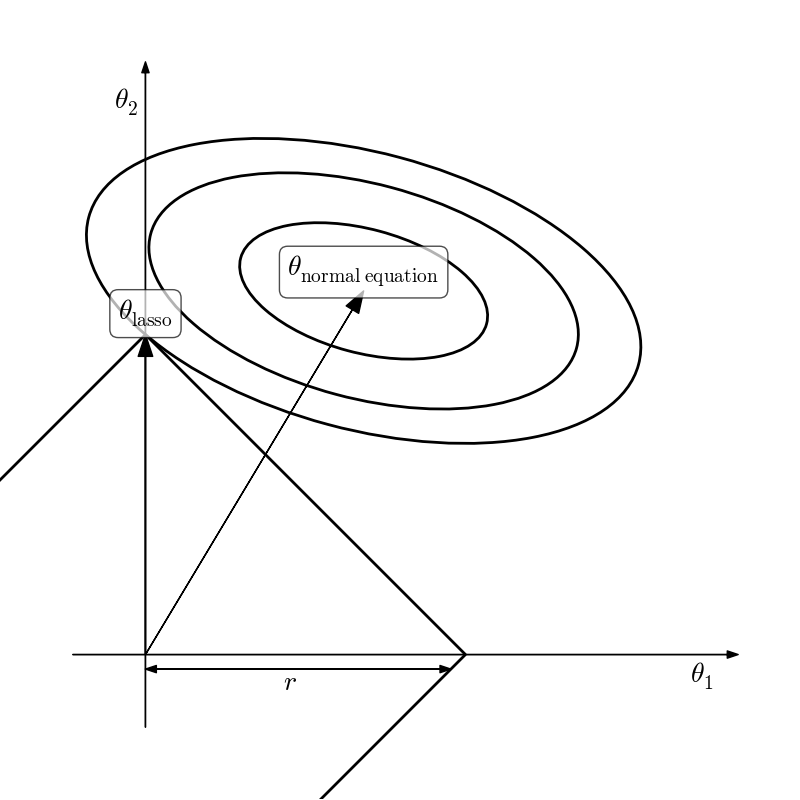 θ₂
θnormal equation
θlasso
θ₁
r